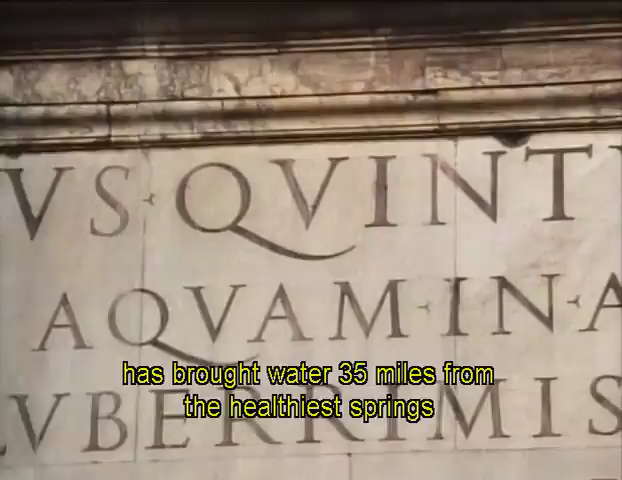 VS·QVINT
AQVAM·IN·A
VBERRIMIS
has brought water 35 miles from
the healthiest springs